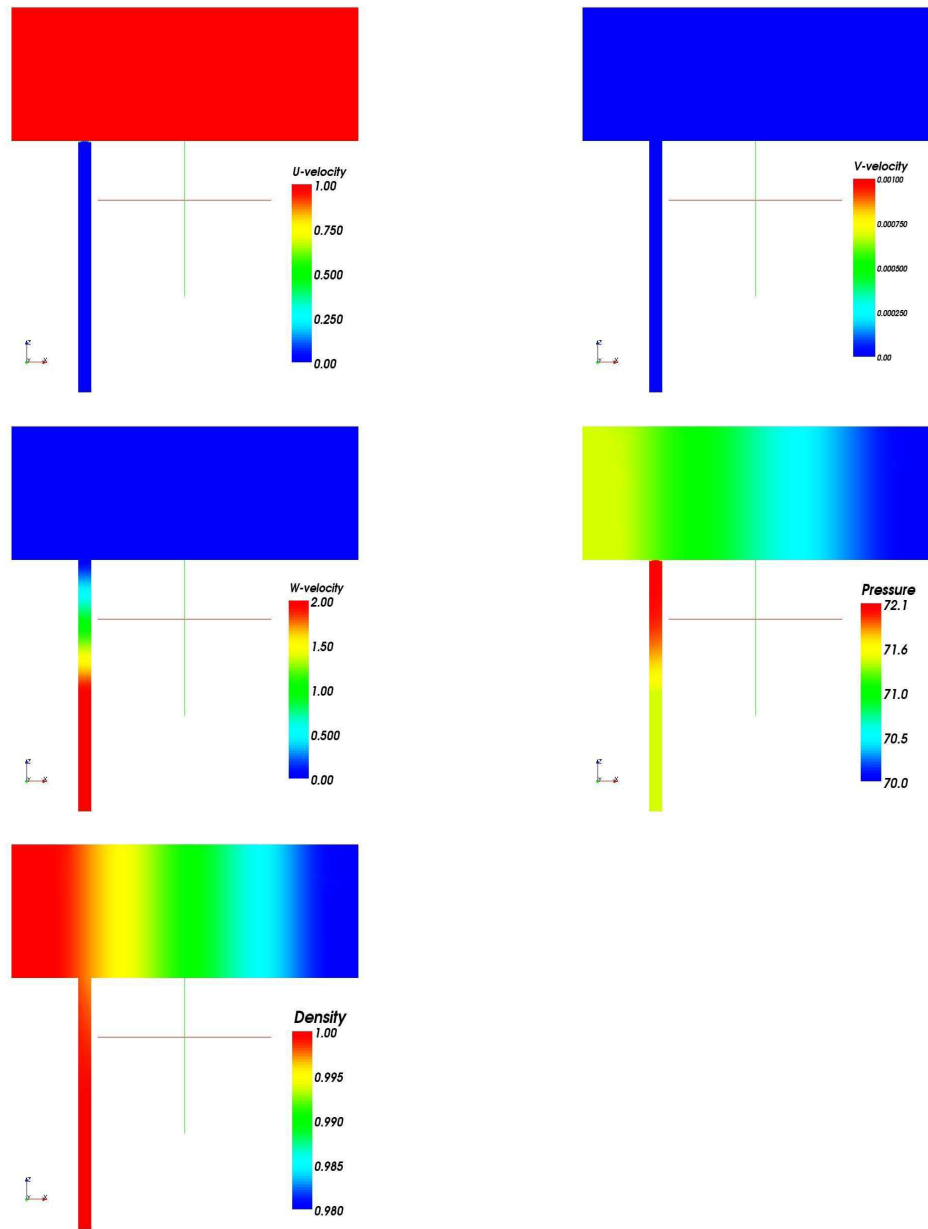 U-velocity
1.00
0.750
0.500
0.250
0.00
Z
Y
X
V-velocity
0.00100
0.000750
0.000500
0.000250
0.00
Z
Y
X
W-velocity
2.00
1.50
1.00
0.500
0.00
Z
Y
X
Pressure
72.1
71.6
71.0
70.5
70.0
Z
Y
X
Density
1.00
0.995
0.990
0.985
0.980
Z
Y
X